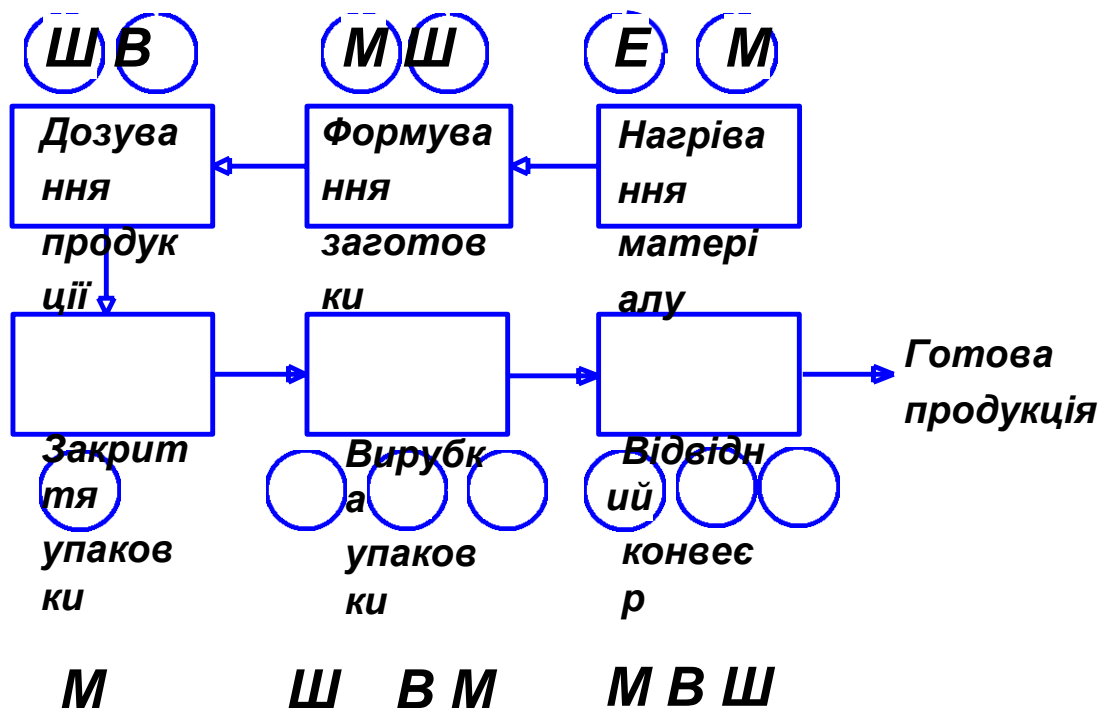 Ш В М Ш Е М
Дозува
ння
продук
ції
Формува
ння
заготов
ки
Нагріва
ння
матері
алу
Готова
продукція
Закрит
тя
упаков
ки
Вирубк
а
упаков
ки
Відвідн
ий
конвеє
р
М Ш В М М В Ш